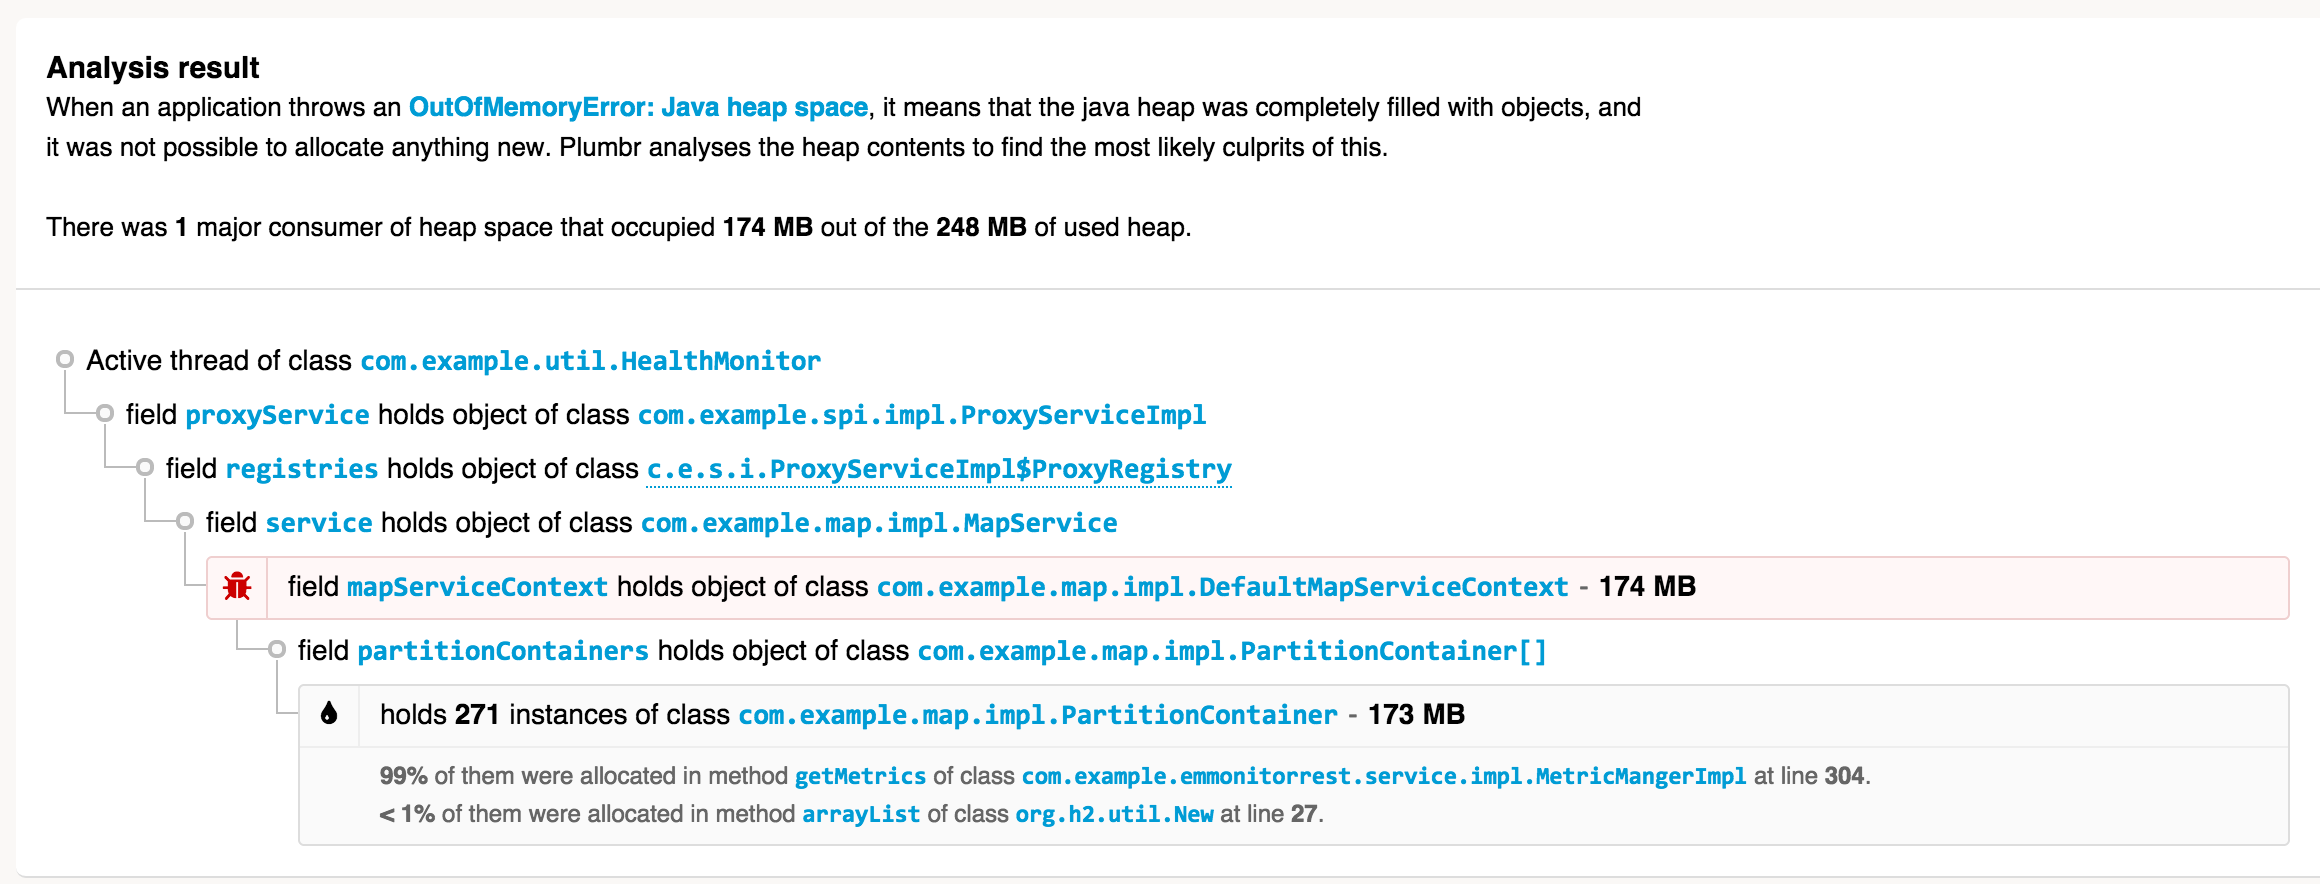 Analysis result
When an application throws an OutOfMemoryError: Java heap space, it means that the java heap was completely filled with objects, and
it was not possible to allocate anything new. Plumbr analyses the heap contents to find the most likely culprits of this.
There was 1 major consumer of heap space that occupied 174 MB out of the 248 MB of used heap.
Active thread of class com.example.util.HealthMonitor
field proxyService holds object of class com.example.spi.impl.ProxyServiceImpl
field registries holds object of class c.e.s.i.ProxyServiceImpl$ProxyRegistry
field service holds object of class com.example.map.impl.MapService
field mapServiceContext holds object of class com.example.map.impl.DefaultMapServiceContext - 174 MB
field partitionContainers holds object of class com.example.map.impl.PartitionContainer[]
holds 271 instances of class com.example.map.impl.PartitionContainer - 173 MB
99% of them were allocated in method getMetrics of class com.example.emmonitorrest.service.impl.MetricMangerImpl at line 304.
< 1% of them were allocated in method arrayList of class org.h2.util.New at line 27.